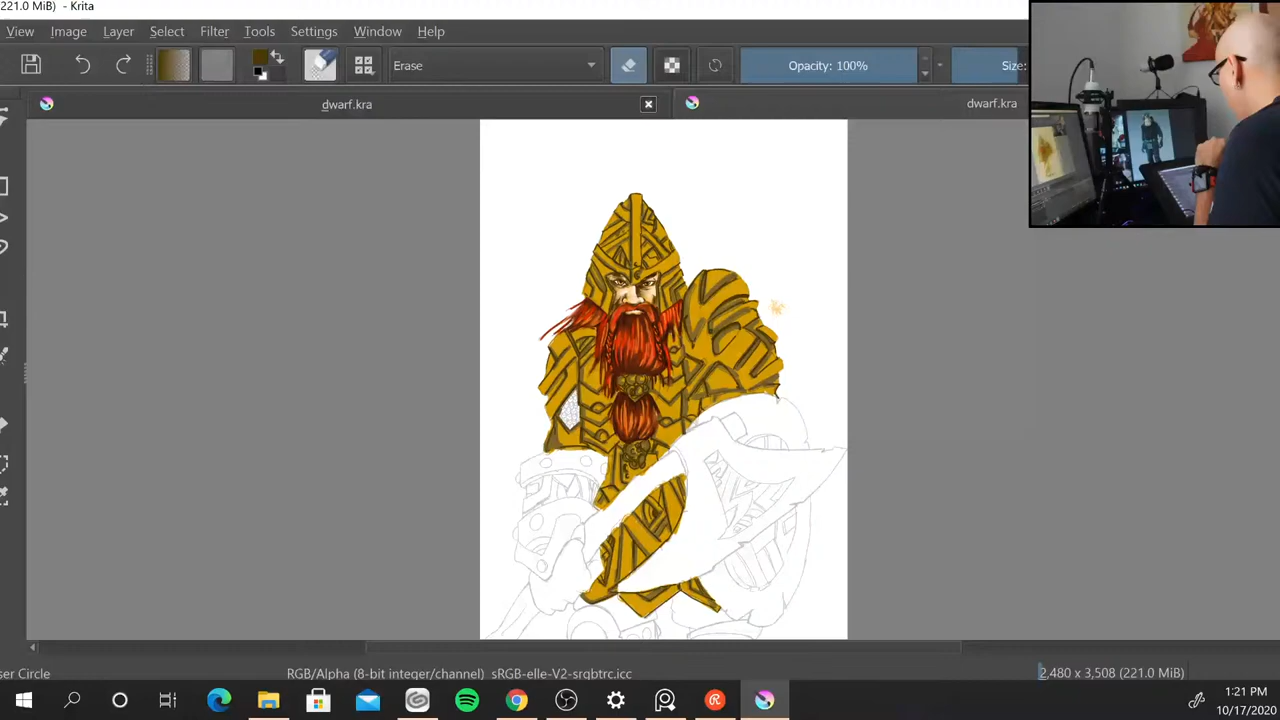 221.0 MiB) - Krita
View Image Layer Select Filter Tools Settings Window Help
Erase
Opacity: 100%
Size:
dwarf.kra
dwarf.kra
ser Circle
RGB/Alpha (8-bit integer/channel) sRGB-elle-V2-srgbtrc.icc
2,480 x 3,508 (221.0 MiB)
1:21 PM
10/17/2020